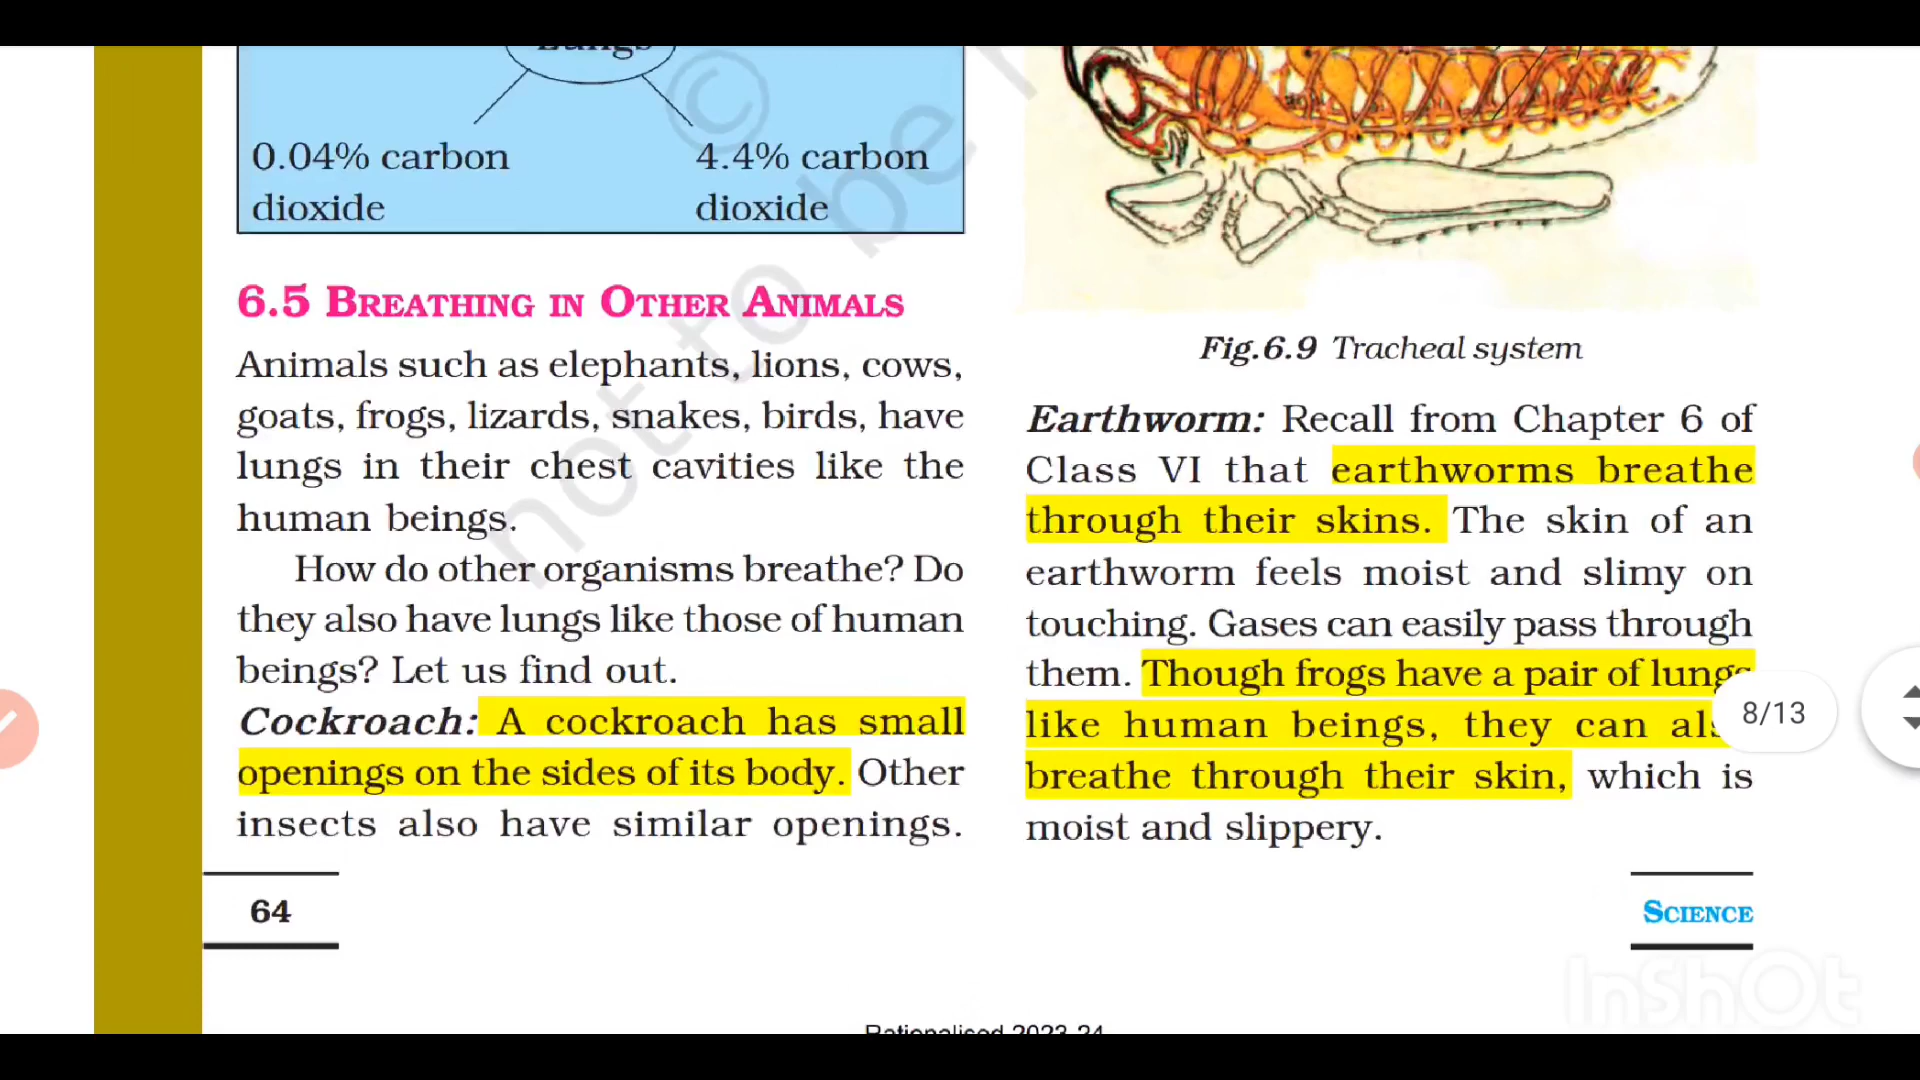 Lungs
0.04% carbon
dioxide
4.4% carbon
dioxide
6.5 BREATHING IN OTHER ANIMALS
Animals such as elephants, lions, cows,
goats, frogs, lizards, snakes, birds, have
lungs in their chest cavities like the
human beings.
How do other organisms breathe? Do
they also have lungs like those of human
beings? Let us find out.
Cockroach: A cockroach has small
openings on the sides of its body. Other
insects also have similar openings.
64
Fig.6.9 Tracheal system
Earthworm: Recall from Chapter 6 of
Class VI that earthworms breathe
through their skins. The skin of an
earthworm feels moist and slimy on
touching. Gases can easily pass through
them. Though frogs have a pair of lungs
like human beings, they can also
breathe through their skin, which is
moist and slippery.
8/13
SCIENCE
© not to be
InShOt
Rationalised 2023-24